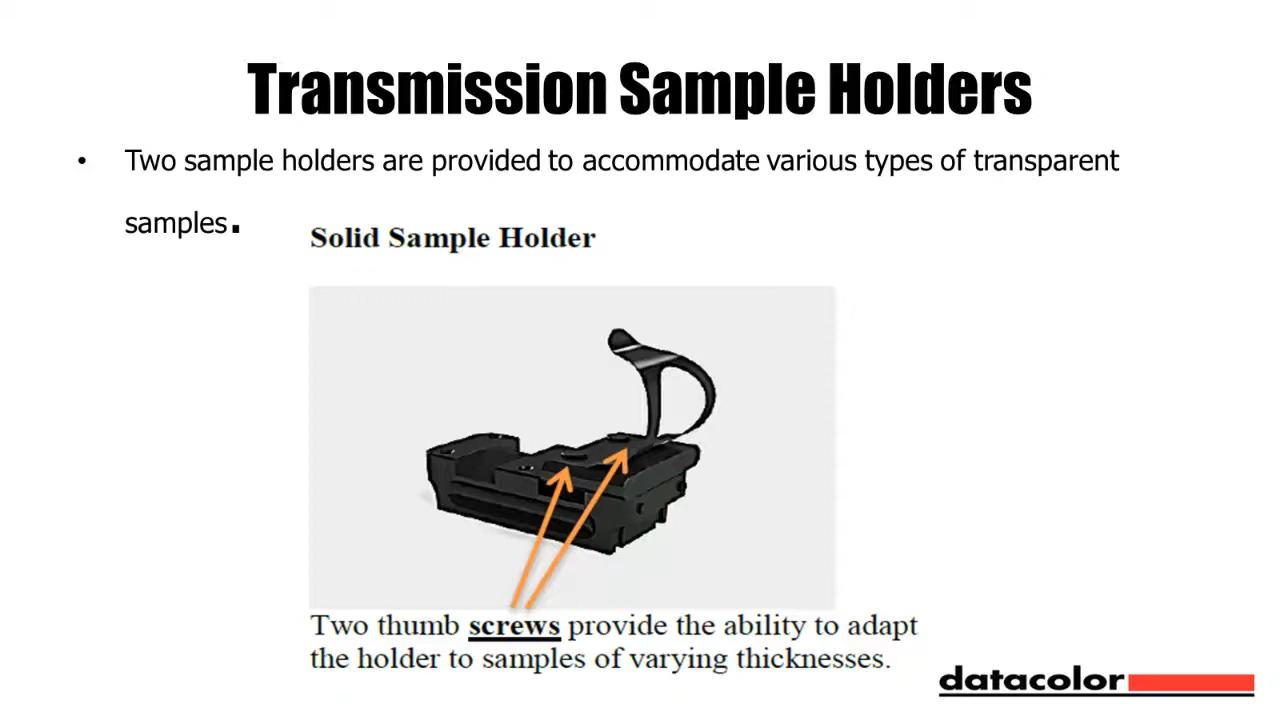 Transmission Sample Holders
• Two sample holders are provided to accommodate various types of transparent
samples.
Solid Sample Holder
Two thumb screws provide the ability to adapt
the holder to samples of varying thicknesses.
datacolor